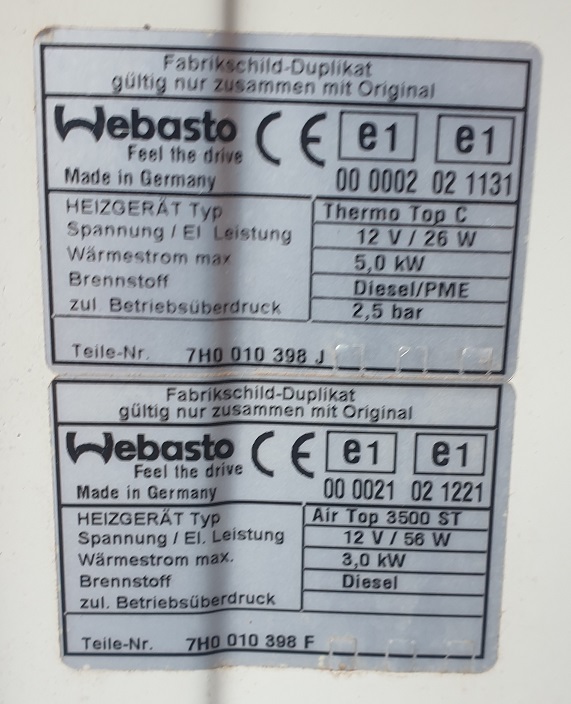 Fabrikschild-Duplikat
gültig nur zusammen mit Original
Webasto CE e1 e1
Feel the drive
Made in Germany 00 0002 02 1131
HEIZGERÄT Typ Thermo Top C
Spannung / El Leistung 12 V / 26 W
Wärmestrom max 5,0 kW
Brennstoff Diesel/PME
zul. Betriebsüberdruck 2,5 bar
Teile-Nr. 7H0 010 398 J
Fabrikschild-Duplikat
gültig nur zusammen mit Original
Webasto CE e1 e1
Feel the drive
Made in Germany 00 0021 02 1221
HEIZGERÄT Typ Air Top 3500 ST
Spannung / El. Leistung 12 V / 56 W
Wärmestrom max. 3,0 kW
Brennstoff Diesel
zul. Betriebsüberdruck
Teile-Nr. 7H0 010 398 F